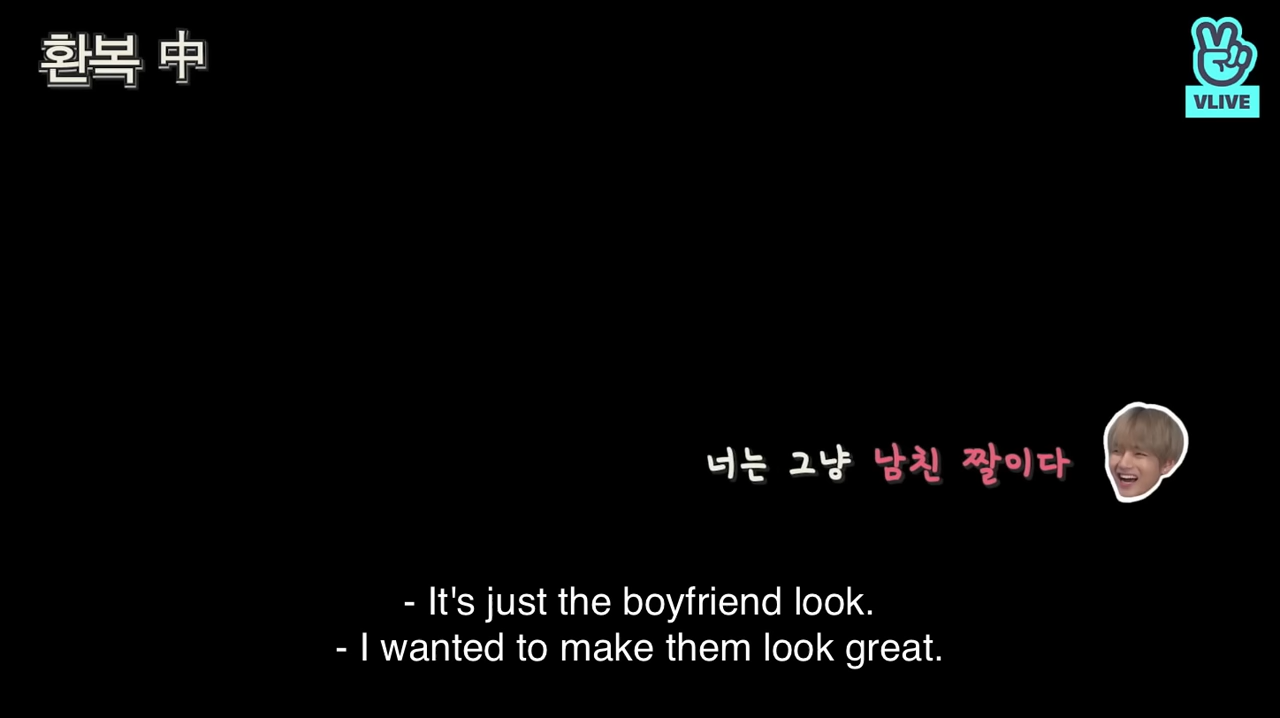 환복 中
VLIVE
너는 그냥 남친 짤이다
- It's just the boyfriend look.
- I wanted to make them look great.